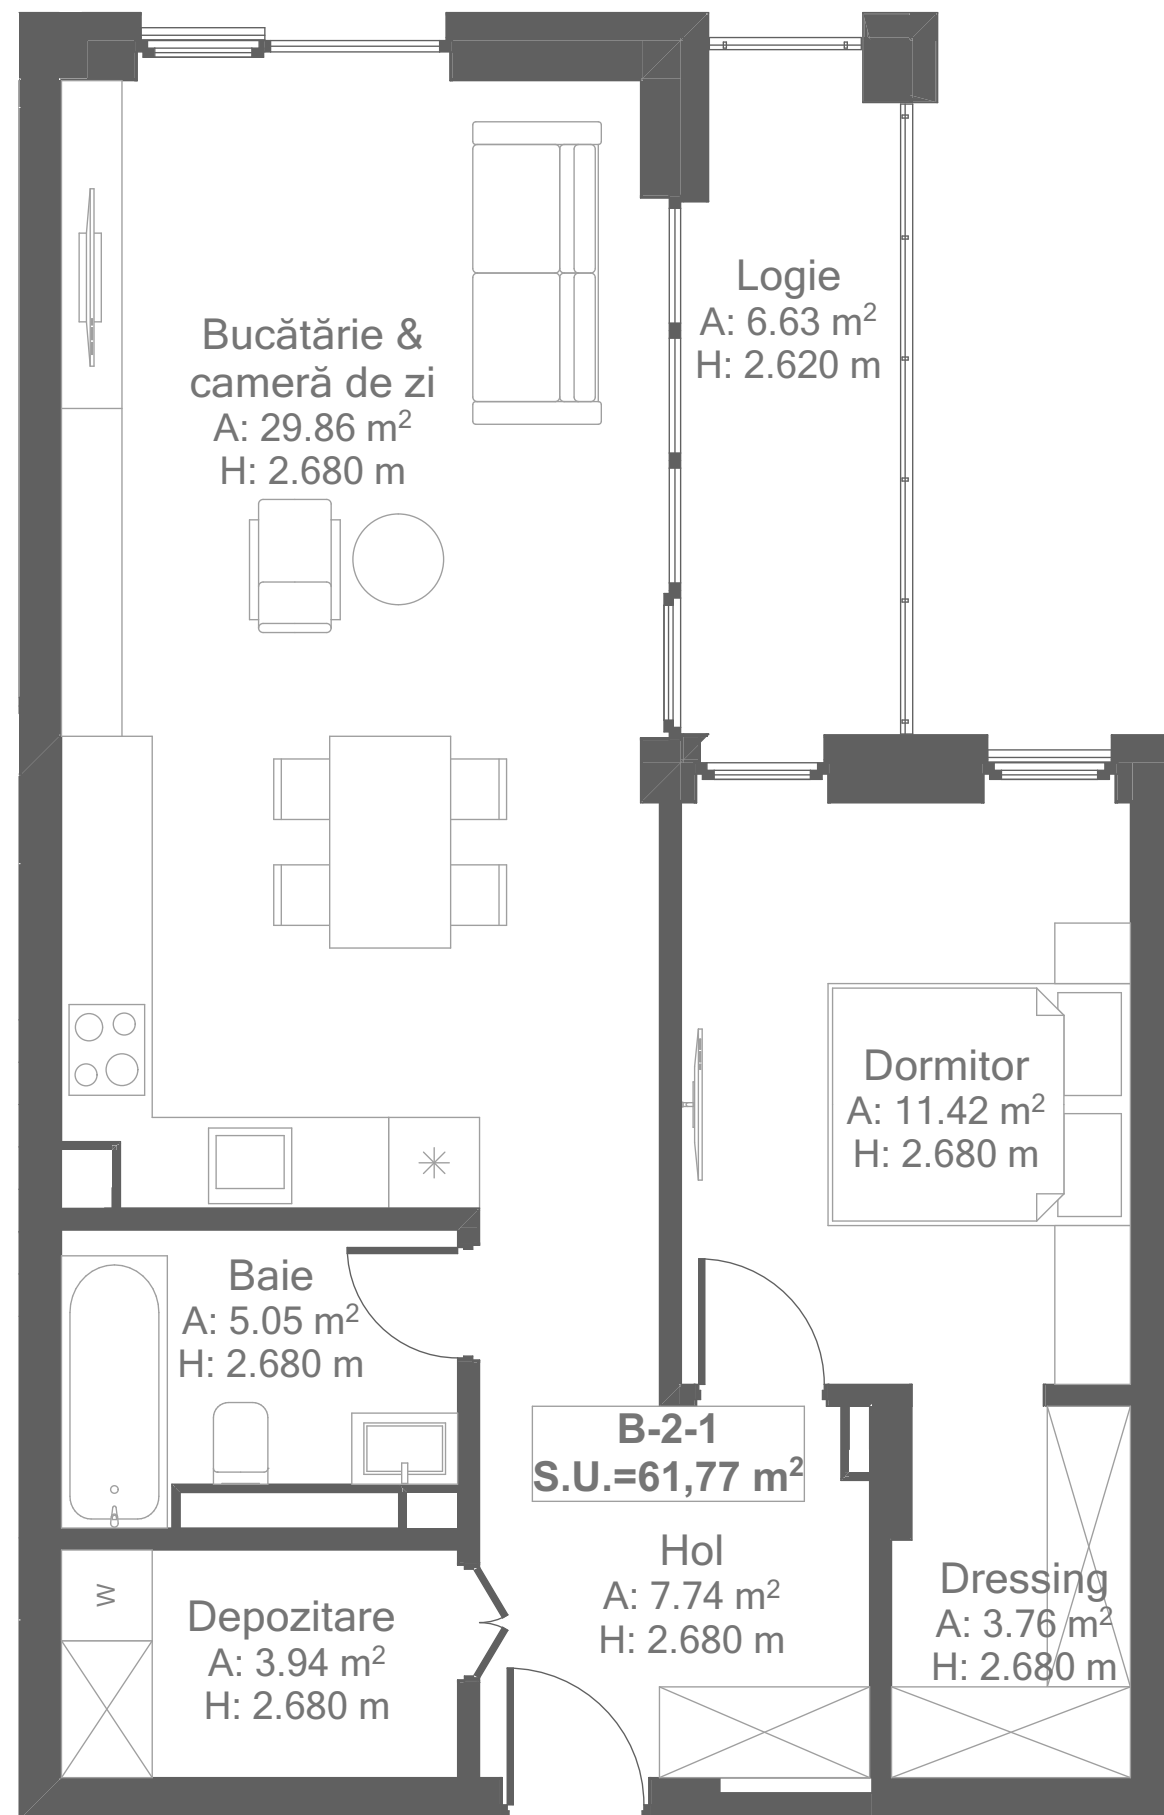 Bucătărie &
cameră de zi
A: 29.86 m²
H: 2.680 m
Logie
A: 6.63 m²
H: 2.620 m
Dormitor
A: 11.42 m²
H: 2.680 m
Baie
A: 5.05 m²
H: 2.680 m
B-2-1
S.U.=61,77 m²
Hol
A: 7.74 m²
H: 2.680 m
Dressing
A: 3.76 m²
H: 2.680 m
W
Depozitare
A: 3.94 m²
H: 2.680 m